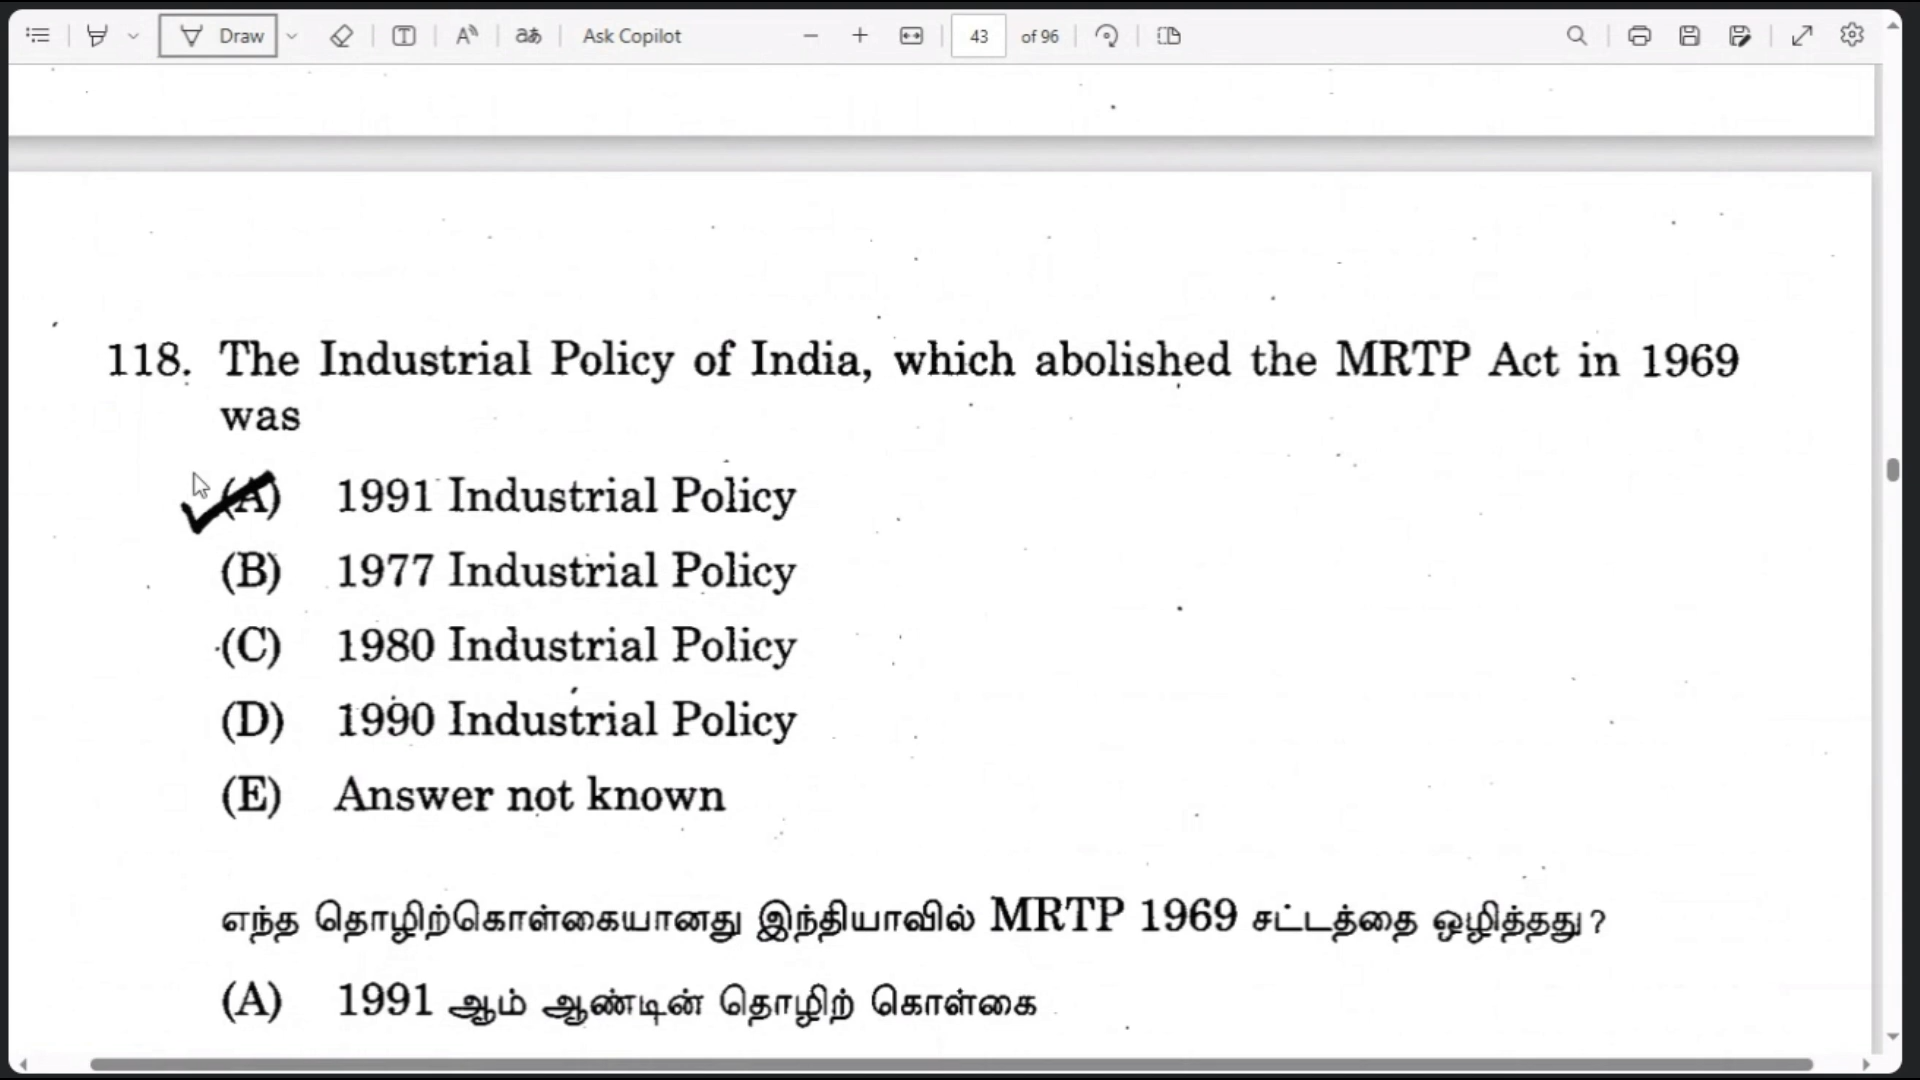 Draw
Ask Copilot
43 of 96
118. The Industrial Policy of India, which abolished the MRTP Act in 1969
was
(A) 1991 Industrial Policy
(B) 1977 Industrial Policy
(C) 1980 Industrial Policy
(D) 1990 Industrial Policy
(E) Answer not known
எந்த தொழிற்கொள்கையானது இந்தியாவில் MRTP 1969 சட்டத்தை ஒழித்தது?
(A) 1991 ஆம் ஆண்டின் தொழிற் கொள்கை